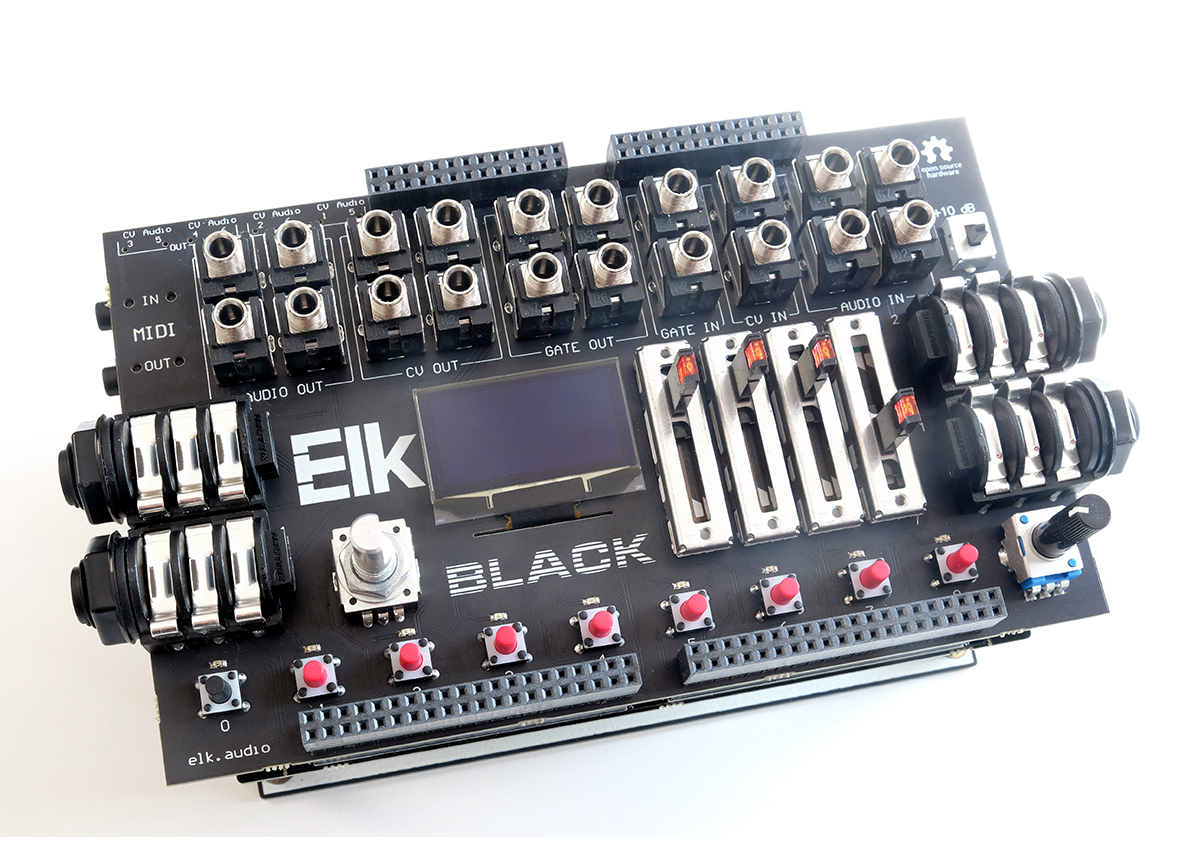 open source
hardware
+10 dB
CV Audio CV Audio CV Audio
3 5 4 2 1 5
OUT
IN
MIDI
OUT
AUDIO OUT
CV OUT
GATE OUT
GATE IN
CV IN
AUDIO IN
2
Elk
BLACK
0
elk.audio